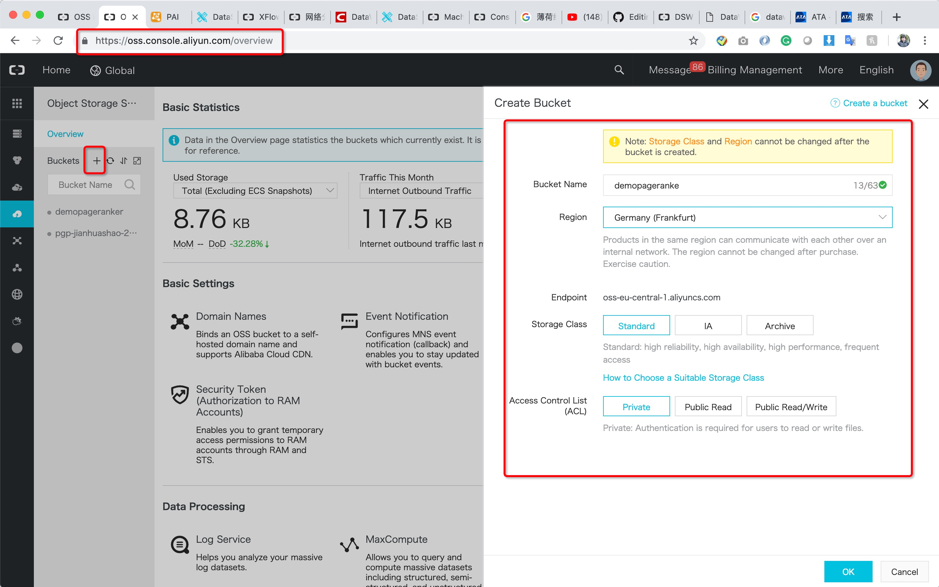 OSS
O
PAI
Data
XFlo
网络
Data
Data
Mach
Cons
薄荷
(148)
Editi
DSW
Data
data
ATA
搜索
https://oss.console.aliyun.com/overview
Home
Global
Message 86
Billing Management
More
English
Object Storage S···
Overview
Buckets
Bucket Name
demopageranker
pgp-jianhuashao-2···
Basic Statistics
Data in the Overview page statistics the buckets which currently exist. It is
for reference.
Used Storage
Total (Excluding ECS Snapshots)
8.76 KB
MoM -- DoD -32.28%↓
Traffic This Month
Internet Outbound Traffic
117.5 KB
Internet outbound traffic last m
Basic Settings
Domain Names
Binds an OSS bucket to a self-
hosted domain name and
supports Alibaba Cloud CDN.
Event Notification
Configures MNS event
notification (callback) and
enables you to stay updated
with bucket events.
Security Token
(Authorization to RAM
Accounts)
Enables you to grant temporary
access permissions to RAM
accounts through RAM and
STS.
Data Processing
Log Service
Helps you analyze your massive
log datasets.
MaxCompute
Allows you to query and
compute massive datasets
including structured, semi-
structured, and unstructured
Create Bucket
Create a bucket
Note: Storage Class and Region cannot be changed after the
bucket is created.
Bucket Name
demopageranke
13/63
Region
Germany (Frankfurt)
Products in the same region can communicate with each other over an
internal network. The region cannot be changed after purchase.
Exercise caution.
Endpoint
oss-eu-central-1.aliyuncs.com
Storage Class
Standard
IA
Archive
Standard: high reliability, high availability, high performance, frequent
access
How to Choose a Suitable Storage Class
Access Control List
(ACL)
Private
Public Read
Public Read/Write
Private: Authentication is required for users to read or write files.
OK
Cancel